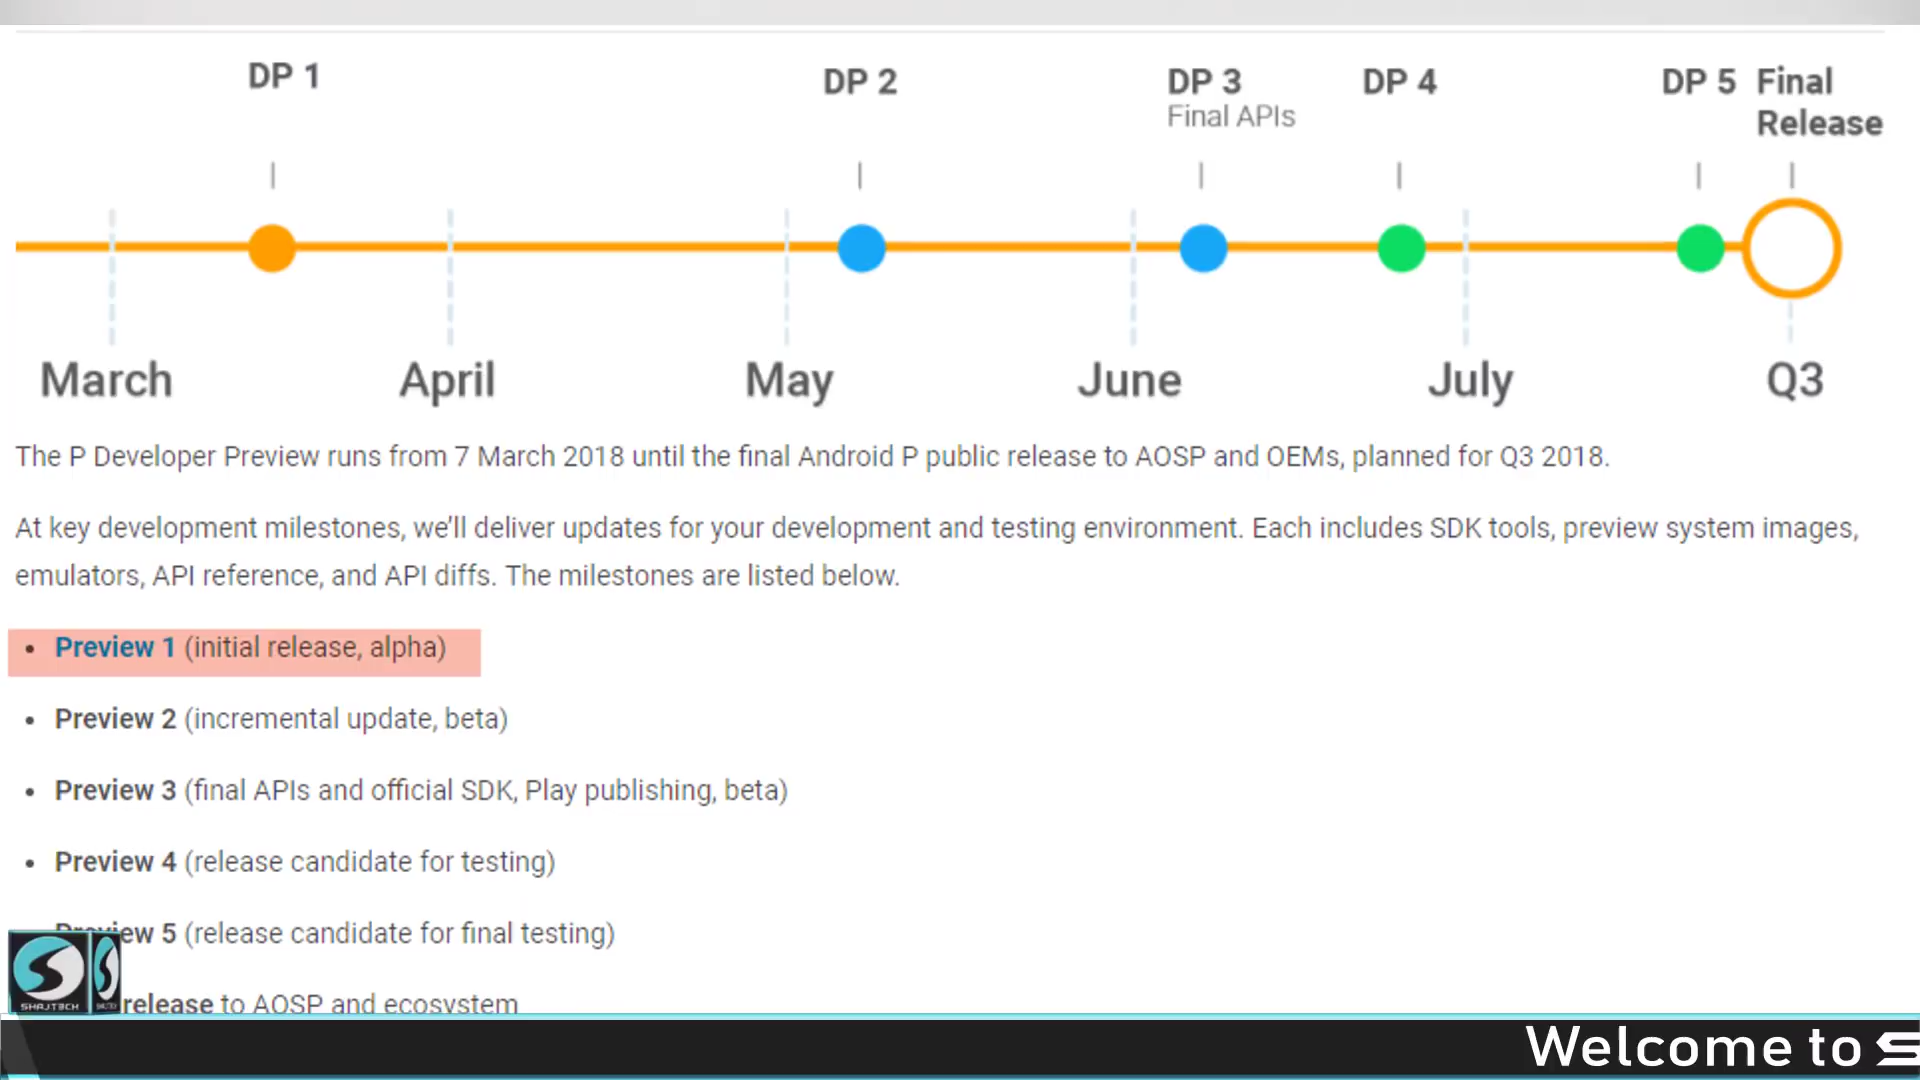 DP 1
DP 2
DP 3
Final APIs
DP 4
DP 5
Final
Release
March
April
May
June
July
Q3
The P Developer Preview runs from 7 March 2018 until the final Android P public release to AOSP and OEMs, planned for Q3 2018.
At key development milestones, we'll deliver updates for your development and testing environment. Each includes SDK tools, preview system images,
emulators, API reference, and API diffs. The milestones are listed below.
• Preview 1 (initial release, alpha)
• Preview 2 (incremental update, beta)
• Preview 3 (final APIs and official SDK, Play publishing, beta)
• Preview 4 (release candidate for testing)
Preview 5 (release candidate for final testing)
release to AOSP and ecosystem
SHAJTECH
Welcome to S